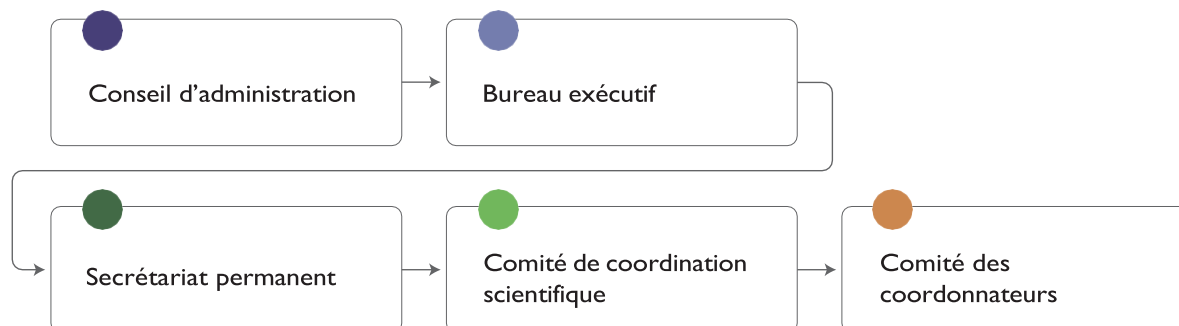 Conseil d’administration
Bureau exécutif
Secrétariat permanent
Comité de coordination
scientifique
Comité des
coordonnateurs